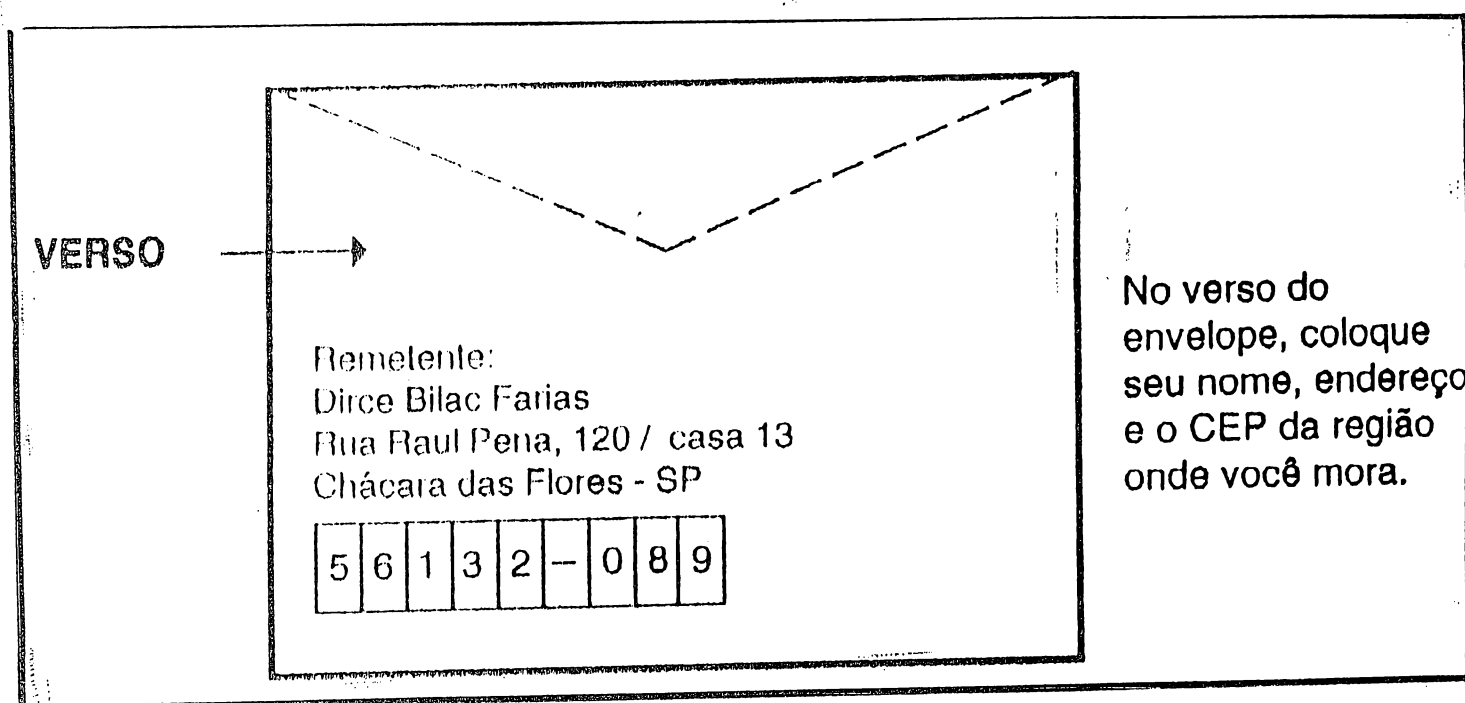 VERSO
Remetente:
Dirce Bilac Farias
Rua Raul Pena, 120 / casa 13
Chácara das Flores - SP
56132-089
No verso do
envelope, coloque
seu nome, endereço
e o CEP da região
onde você mora.